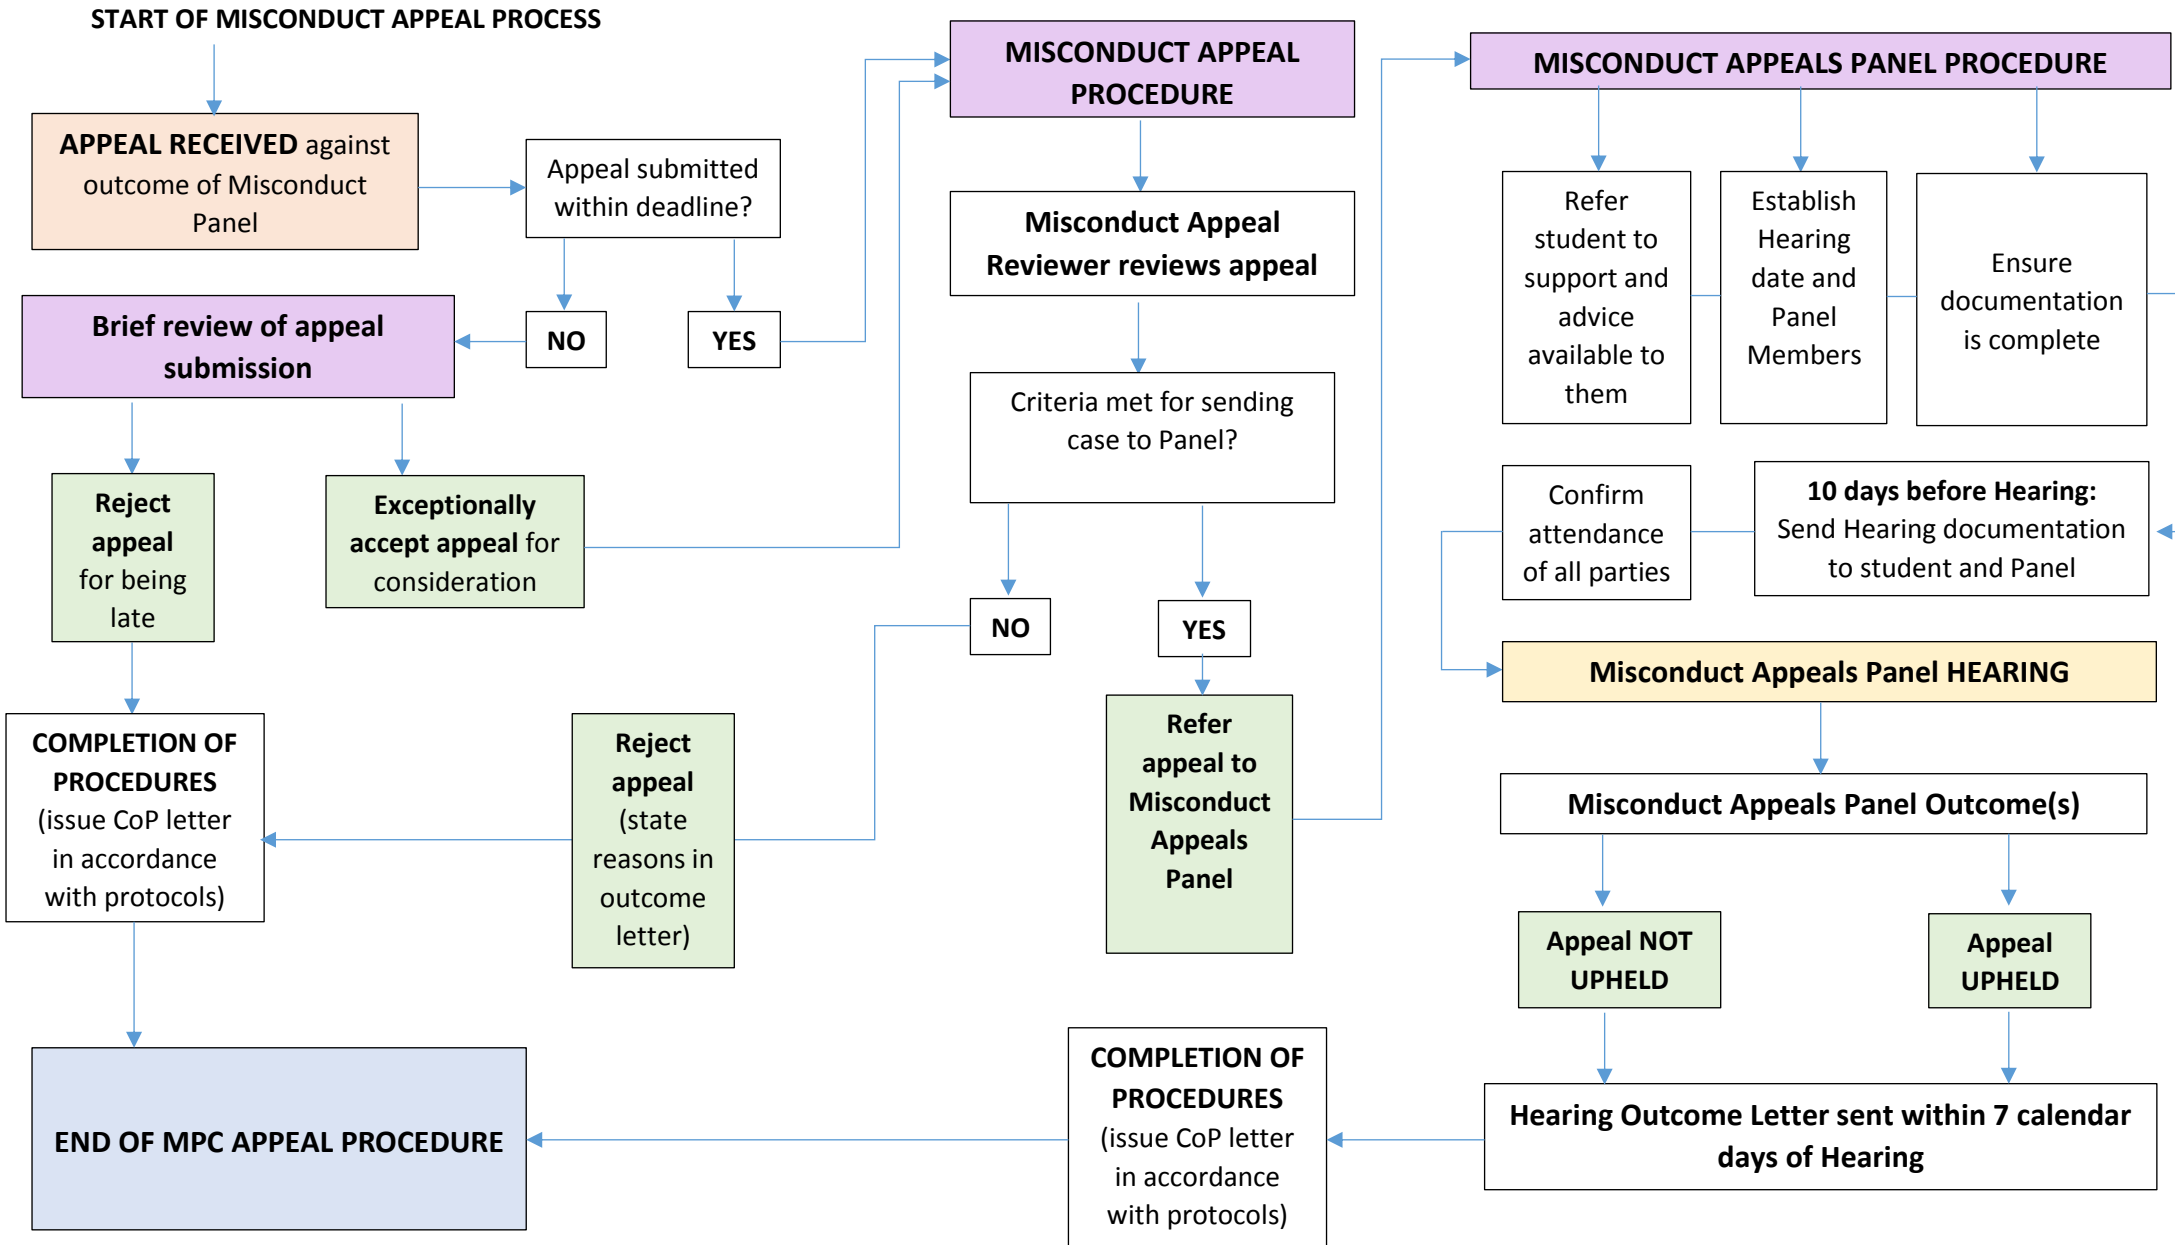 START OF MISCONDUCT APPEAL PROCESS
APPEAL RECEIVED against
outcome of Misconduct
Panel
Appeal submitted
within deadline?
NO
YES
Brief review of appeal
submission
Reject
appeal
for being
late
Exceptionally
accept appeal for
consideration
COMPLETION OF
PROCEDURES
(issue CoP letter
in accordance
with protocols)
END OF MPC APPEAL PROCEDURE
MISCONDUCT APPEAL
PROCEDURE
Misconduct Appeal
Reviewer reviews appeal
Criteria met for sending
case to Panel?
NO
YES
Reject
appeal
(state
reasons in
outcome
letter)
Refer
appeal to
Misconduct
Appeals
Panel
MISCONDUCT APPEALS PANEL PROCEDURE
Refer
student to
support and
advice
available to
them
Establish
Hearing
date and
Panel
Members
Ensure
documentation
is complete
10 days before Hearing:
Send Hearing documentation
to student and Panel
Confirm
attendance
of all parties
Misconduct Appeals Panel HEARING
Misconduct Appeals Panel Outcome(s)
Appeal NOT
UPHELD
Appeal
UPHELD
Hearing Outcome Letter sent within 7 calendar
days of Hearing
COMPLETION OF
PROCEDURES
(issue CoP letter
in accordance
with protocols)